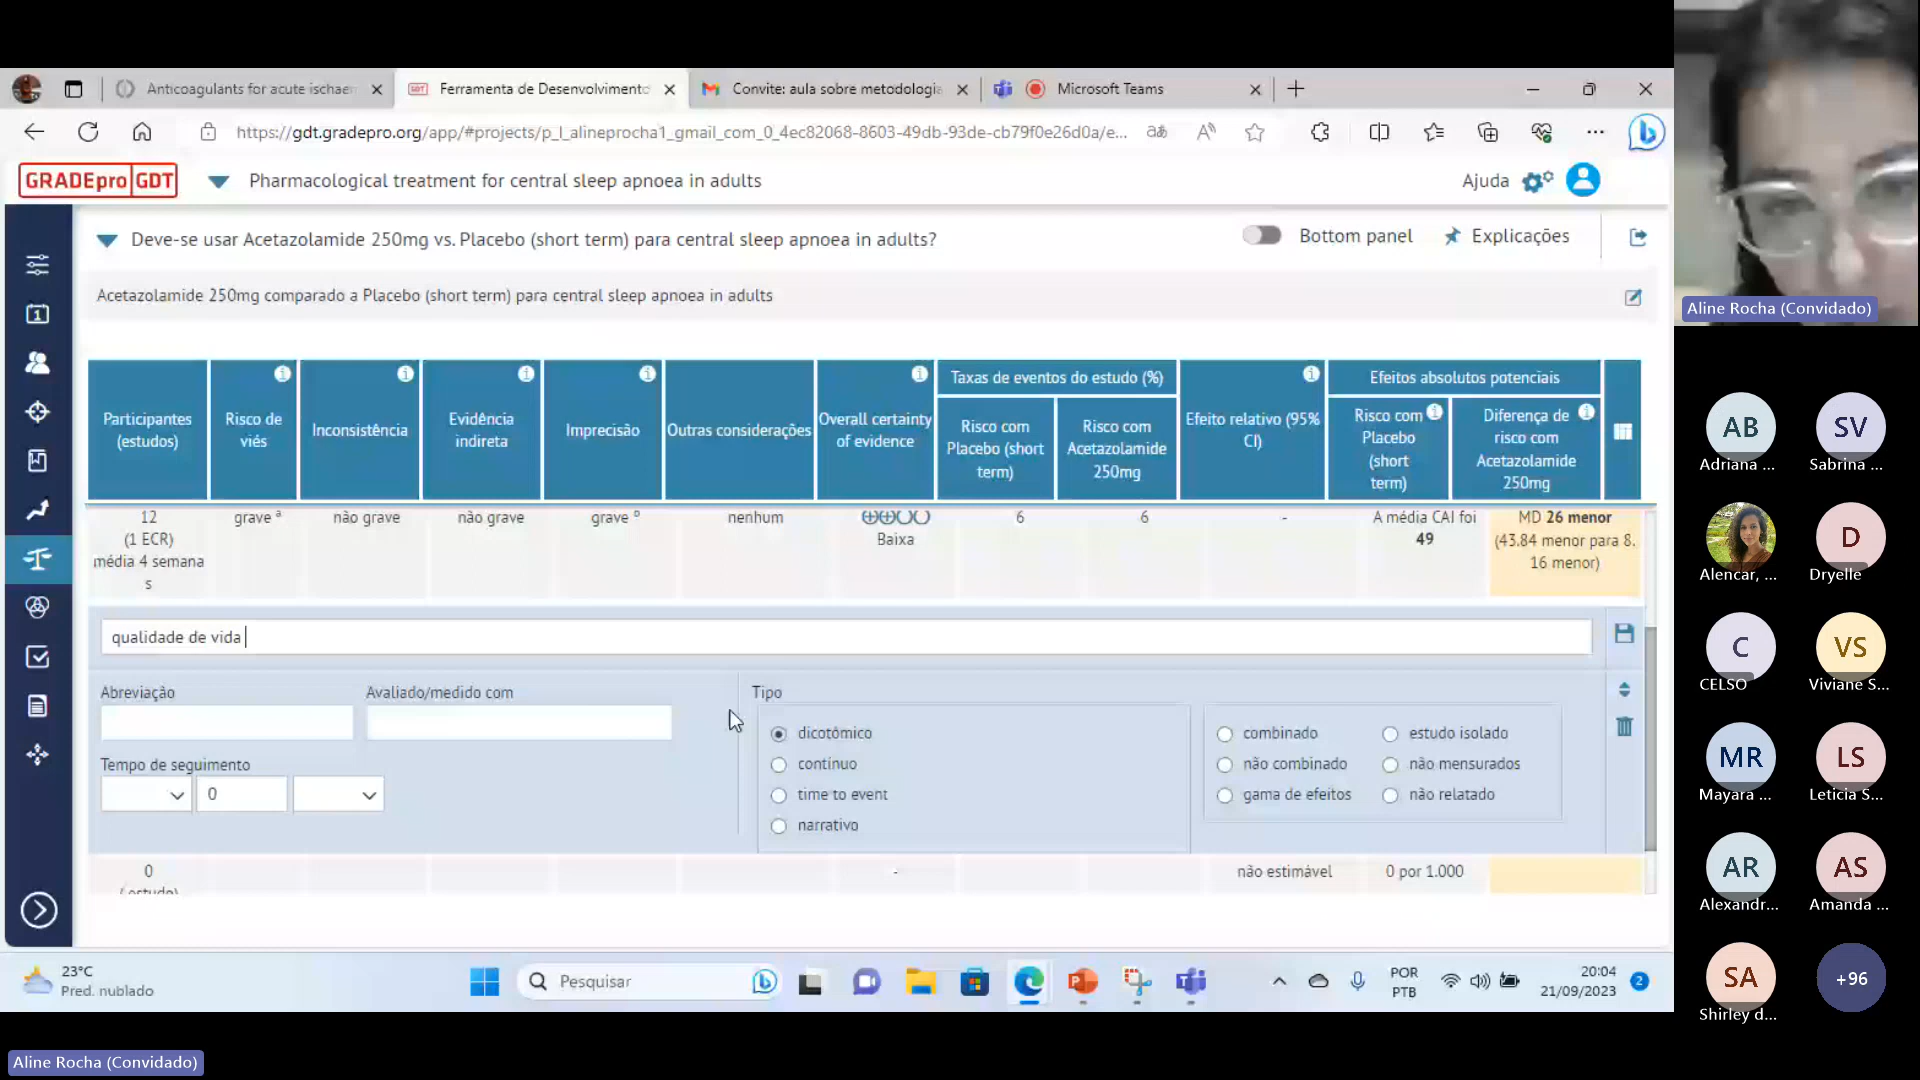 Anticoagulants for acute ischaer
Ferramenta de Desenvolvimento
Convite: aula sobre metodologia
Microsoft Teams
https://gdt.gradepro.org/app/#projects/p_l_alineprocha1_gmail_com_0_4ec82068-8603-49db-93de-cb79f0e26d0a/e...
GRADEpro GDT
Pharmacological treatment for central sleep apnoea in adults
Ajuda
Deve-se usar Acetazolamide 250mg vs. Placebo (short term) para central sleep apnoea in adults?
Bottom panel
Explicações
Acetazolamide 250mg comparado a Placebo (short term) para central sleep apnoea in adults
Participantes
(estudos)
Risco de
viés
Inconsistência
Evidência
indireta
Imprecisão
Outras considerações
Overall certainty
of evidence
Taxas de eventos do estudo (%)
Risco com
Placebo (short
term)
Risco com
Acetazolamide
250mg
Efeito relativo (95%
CI)
Efeitos absolutos potenciais
Risco com
Placebo
(short
term)
Diferença de
risco com
Acetazolamide
250mg
12
(1 ECR)
média 4 semana
s
grave a
não grave
não grave
grave
nenhum
Baixa
6
6
-
A média CAI foi
49
MD 26 menor
(43.84 menor para 8.
16 menor)
qualidade de vida
Abreviação
Avaliado/medido com
Tipo
Tempo de seguimento
0
dicotômico
contínuo
time to event
narrativo
combinado
não combinado
gama de efeitos
estudo isolado
não mensurados
não relatado
0
( estudo)
-
não estimável
0 por 1.000
23°C
Pred. nublado
Pesquisar
POR
PTB
20:04
21/09/2023
2
Aline Rocha (Convidado)
AB
Adriana ...
SV
Sabrina ...
Alencar, ...
D
Dryelle
C
CELSO
VS
Viviane S...
MR
Mayara ...
LS
Leticia S...
AR
Alexandr...
AS
Amanda ...
SA
Shirley d...
+96
Aline Rocha (Convidado)